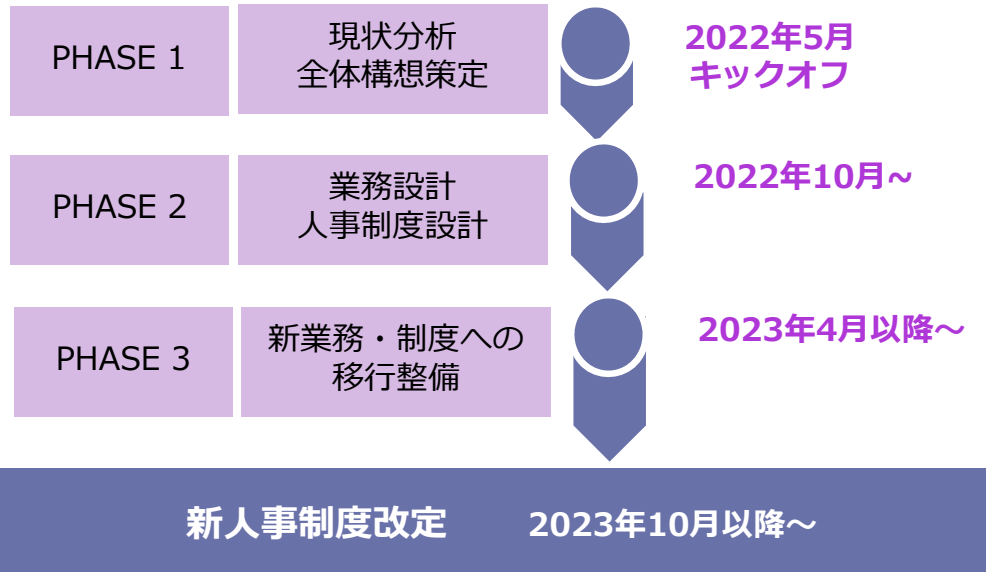 PHASE 1
現状分析
全体構想策定
2022年5月
キックオフ
PHASE 2
業務設計
人事制度設計
2022年10月~
PHASE 3
新業務・制度への
移行整備
2023年4月以降～
新人事制度改定 2023年10月以降～